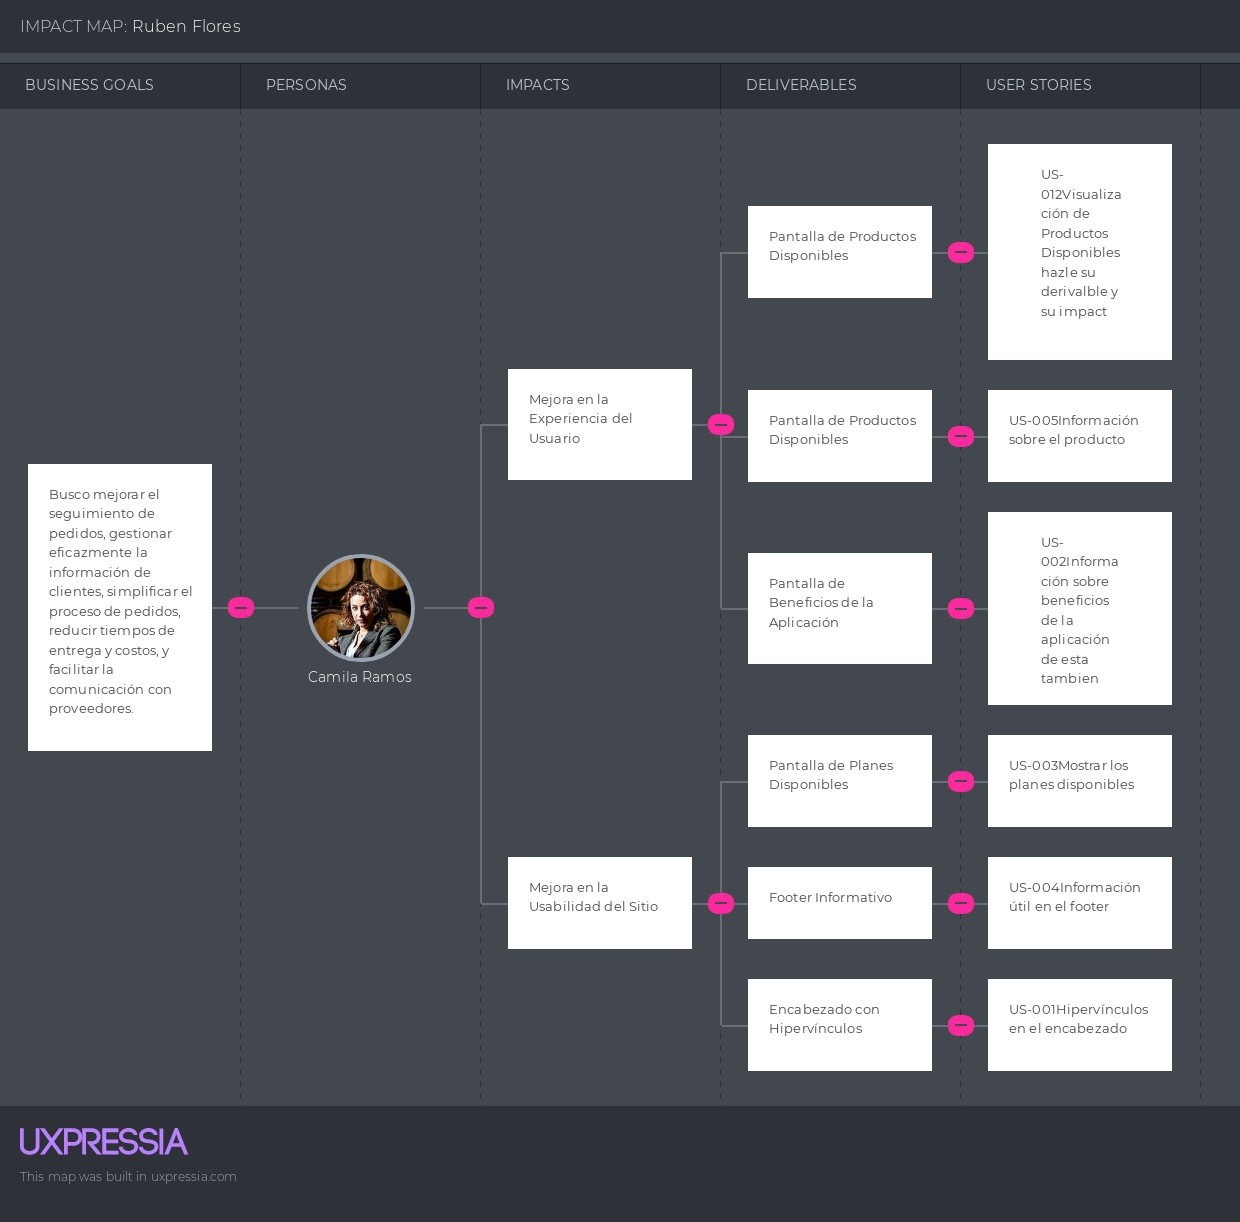 IMPACT MAP: Ruben Flores
BUSINESS GOALS
PERSONAS
IMPACTS
DELIVERABLES
USER STORIES
Busco mejorar el
seguimiento de
pedidos, gestionar
eficazmente la
información de
clientes, simplificar el
proceso de pedidos,
reducir tiempos de
entrega y costos, y
facilitar la
comunicación con
proveedores.
Camila Ramos
Mejora en la
Experiencia del
Usuario
Pantalla de Productos
Disponibles
US-
012Visualiza
ción de
Productos
Disponibles
hazle su
derivalble y
su impact
Pantalla de Productos
Disponibles
US-005Información
sobre el producto
Pantalla de
Beneficios de la
Aplicación
US-
002Informa
ción sobre
beneficios
de la
aplicación
de esta
tambien
Mejora en la
Usabilidad del Sitio
Pantalla de Planes
Disponibles
US-003Mostrar los
planes disponibles
Footer Informativo
US-004Información
útil en el footer
Encabezado con
Hipervínculos
US-001Hipervínculos
en el encabezado
UXPRESSIA
This map was built in uxpressia.com